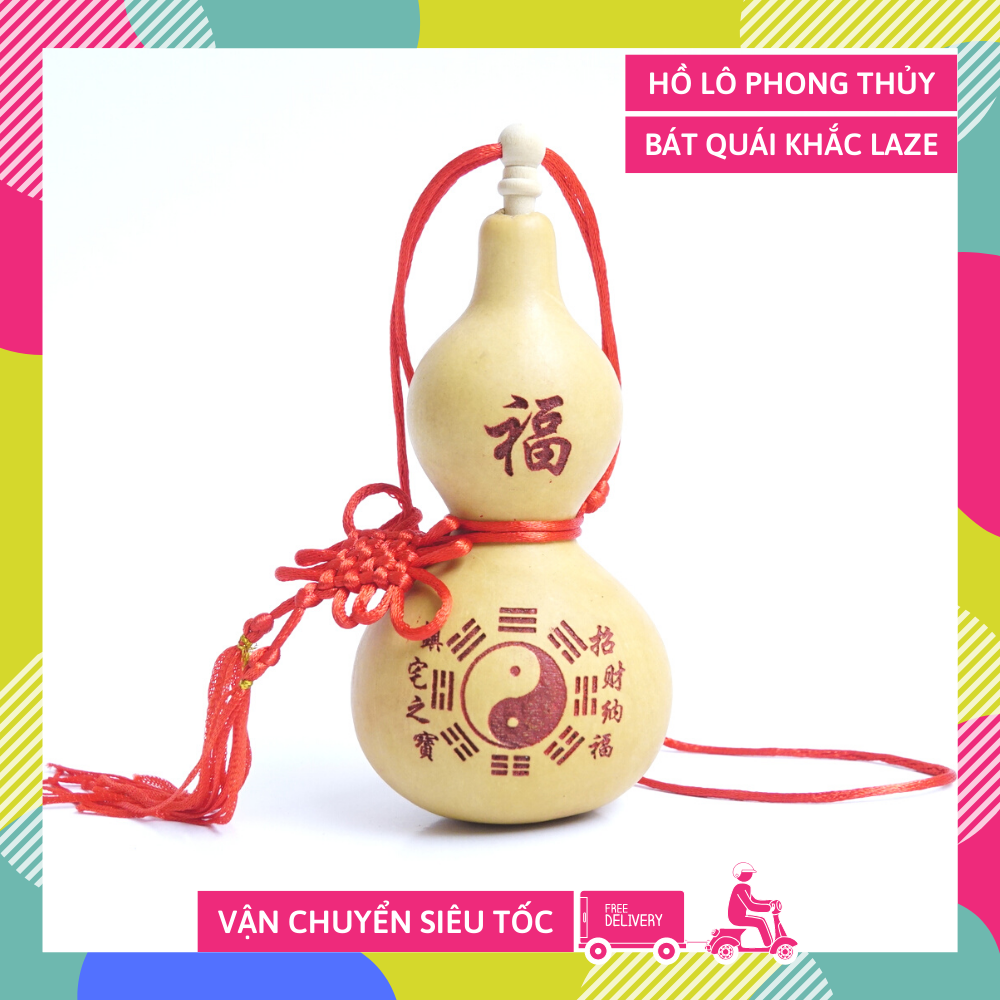 HỒ LÔ PHONG THỦY
BÁT QUÁI KHẮC LAZE
福
鎮宅之寶
招財納福
VẬN CHUYỂN SIÊU TỐC
FREE
DELIVERY